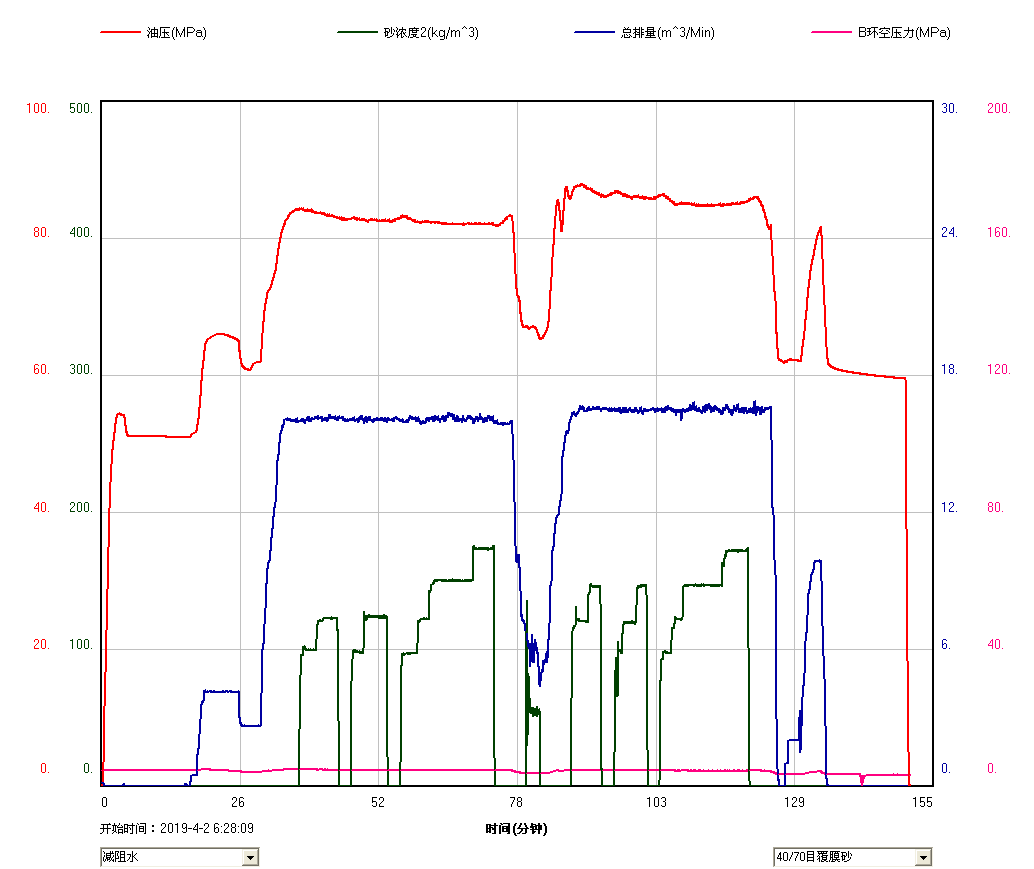 油压(MPa) 砂浓度2(kg/m^3) 总排量(m^3/Min) B环空压力(MPa)
100. 500. 30. 200.
80. 400. 24. 160.
60. 300. 18. 120.
40. 200. 12. 80.
20. 100. 6. 40.
0. 0. 0. 0.
0 26 52 78 103 129 155
开始时间：2019-4-2 6:28:09 时间(分钟)
减阻水 40/70目覆膜砂